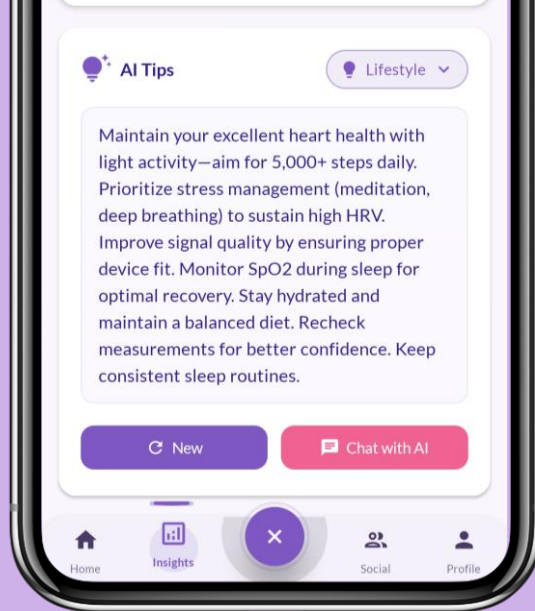 AI Tips
Lifestyle
Maintain your excellent heart health with
light activity—aim for 5,000+ steps daily.
Prioritize stress management (meditation,
deep breathing) to sustain high HRV.
Improve signal quality by ensuring proper
device fit. Monitor SpO2 during sleep for
optimal recovery. Stay hydrated and
maintain a balanced diet. Recheck
measurements for better confidence. Keep
consistent sleep routines.
New
Chat with AI
Home
Insights
Social
Profile